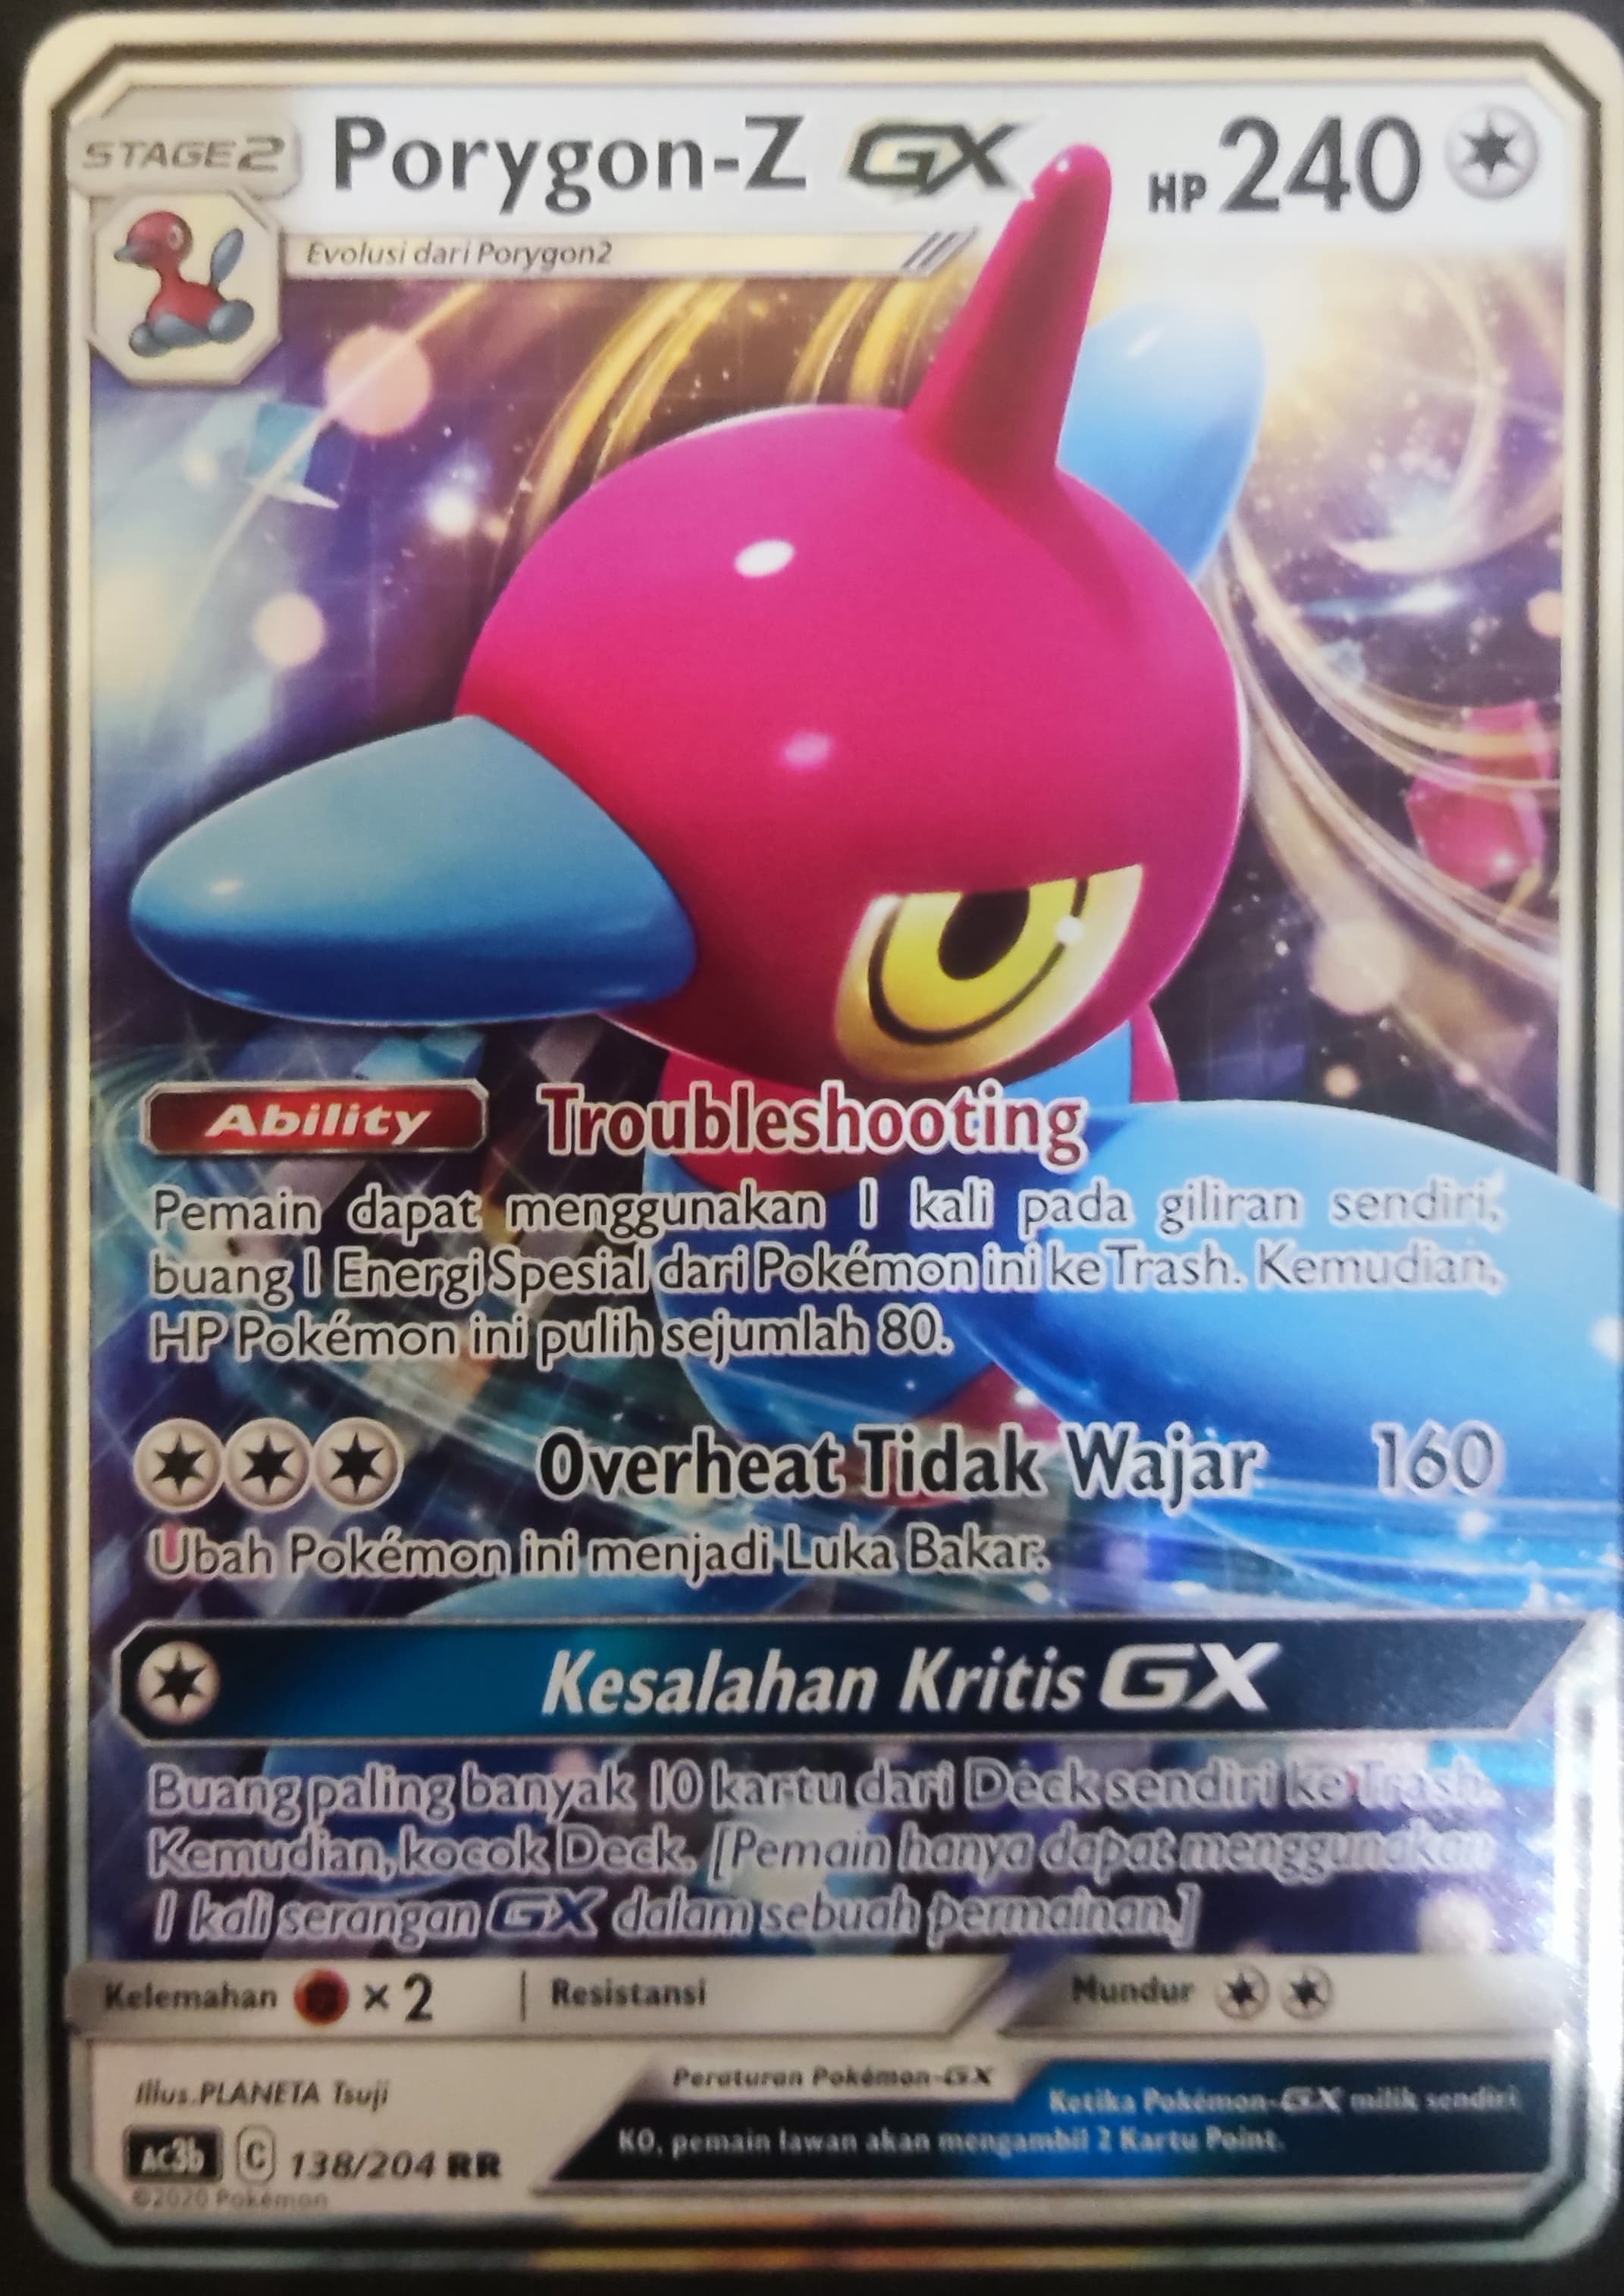 STAGE2
Porygon-Z GX HP 240
Evolusi dari Porygon2
Ability Troubleshooting
Pemain dapat menggunakan 1 kali pada giliran sendiri,
buang 1 Energi Spesial dari Pokémon ini ke Trash. Kemudian,
HP Pokémon ini pulih sejumlah 80.
Overheat Tidak Wajar 160
Ubah Pokémon ini menjadi Luka Bakar.
Kesalahan Kritis GX
Buang paling banyak 10 kartu dari Deck sendiri ke Trash.
Kemudian, kocok Deck. [Pemain hanya dapat menggunakan
1 kali serangan GX dalam sebuah permainan.]
Kelemahan ×2 Resistansi Mundur
Illus.PLANETA Tsuji
Peraturan Pokémon-GX
Ketika Pokémon-GX milik sendiri
KO, pemain lawan akan mengambil 2 Kartu Point.
AC3b C 138/204 RR
©2020 Pokémon